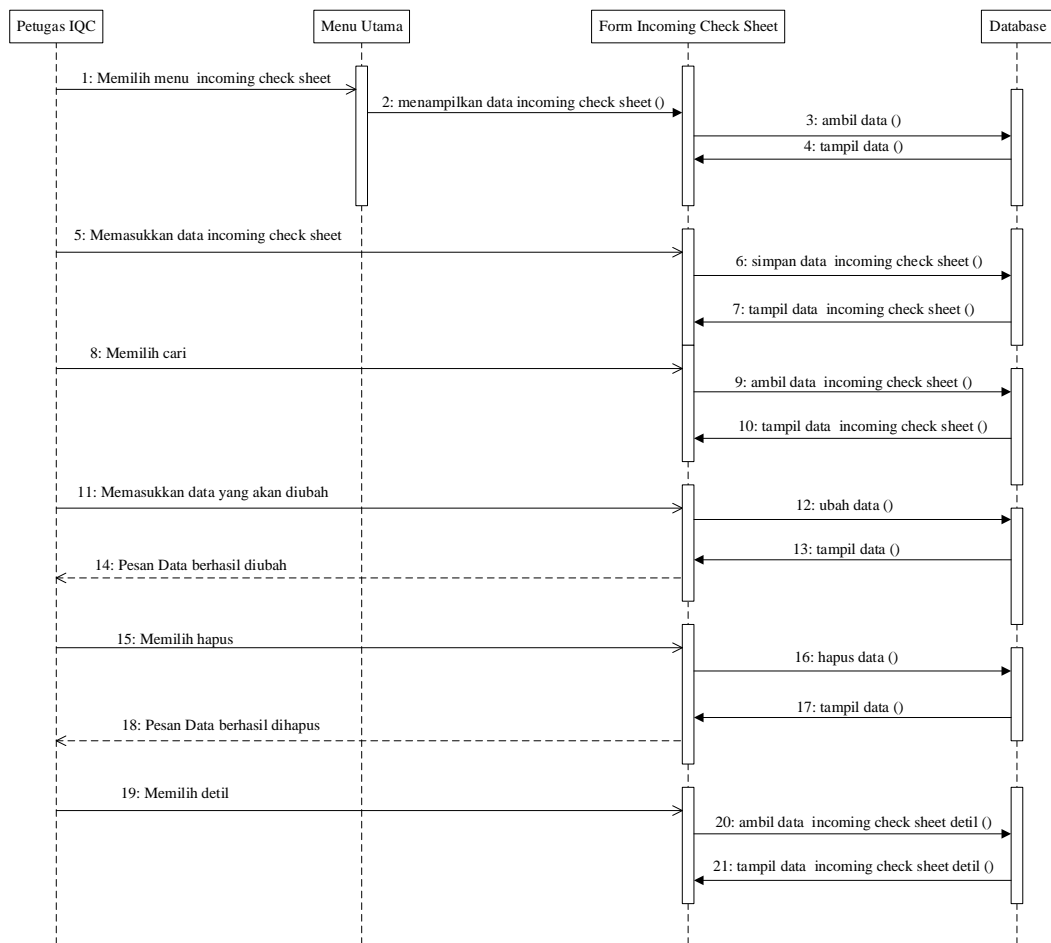 Petugas IQC
Menu Utama
Form Incoming Check Sheet
Database
1: Memilih menu incoming check sheet
2: menampilkan data incoming check sheet ()
3: ambil data ()
4: tampil data ()
5: Memasukkan data incoming check sheet
6: simpan data incoming check sheet ()
7: tampil data incoming check sheet ()
8: Memilih cari
9: ambil data incoming check sheet ()
10: tampil data incoming check sheet ()
11: Memasukkan data yang akan diubah
12: ubah data ()
13: tampil data ()
14: Pesan Data berhasil diubah
15: Memilih hapus
16: hapus data ()
17: tampil data ()
18: Pesan Data berhasil dihapus
19: Memilih detil
20: ambil data incoming check sheet detil ()
21: tampil data incoming check sheet detil ()